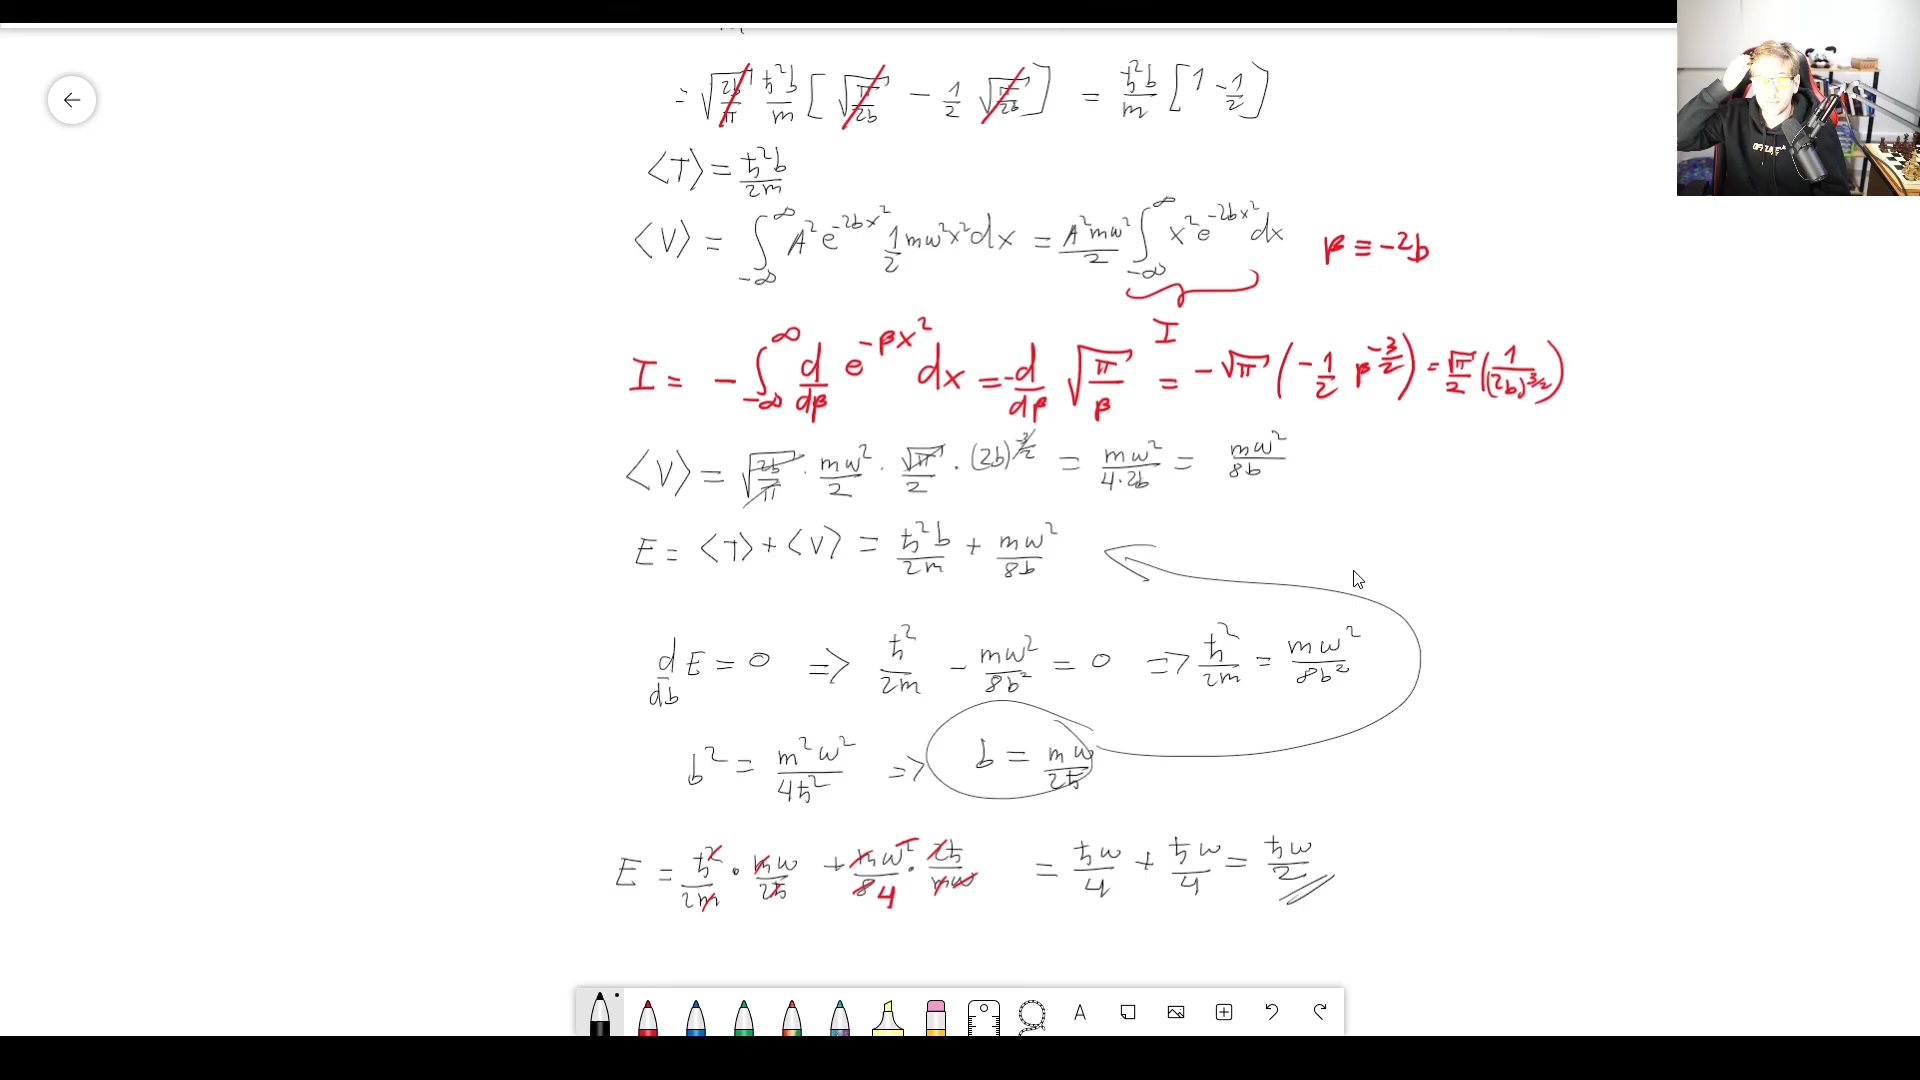 = √(2b/π) ħ²b/m [ √(π/2b) − 1/2 √(π/2b) ] = ħ²b/m [1 − 1/2]
⟨T⟩ = ħ²b/2m
⟨V⟩ = ∫_{-∞}^{∞} A² e^{-2bx²} 1/2 mω²x² dx = A²mω²/2 ∫_{-∞}^{∞} x² e^{-2bx²} dx β ≡ −2b
I
I = − ∫_{-∞}^{∞} d/dβ e^{-βx²} dx = −d/dβ √(π/β) = −√π (−1/2 β^{-3/2}) = √π/2 (1/(2b)^{3/2})
⟨V⟩ = √(2b/π) · mω²/2 · √π/2 · (2b)^{-3/2} = mω²/4·2b = mω²/8b
E = ⟨T⟩ + ⟨V⟩ = ħ²b/2m + mω²/8b
d/db E = 0 => ħ²/2m − mω²/8b² = 0 => ħ²/2m = mω²/8b²
b² = m²ω²/4ħ² => b = mω/2ħ
E = ħ²/2m · mω/2ħ + mω²/8 4 · 2ħ/mω = ħω/4 + ħω/4 = ħω/2